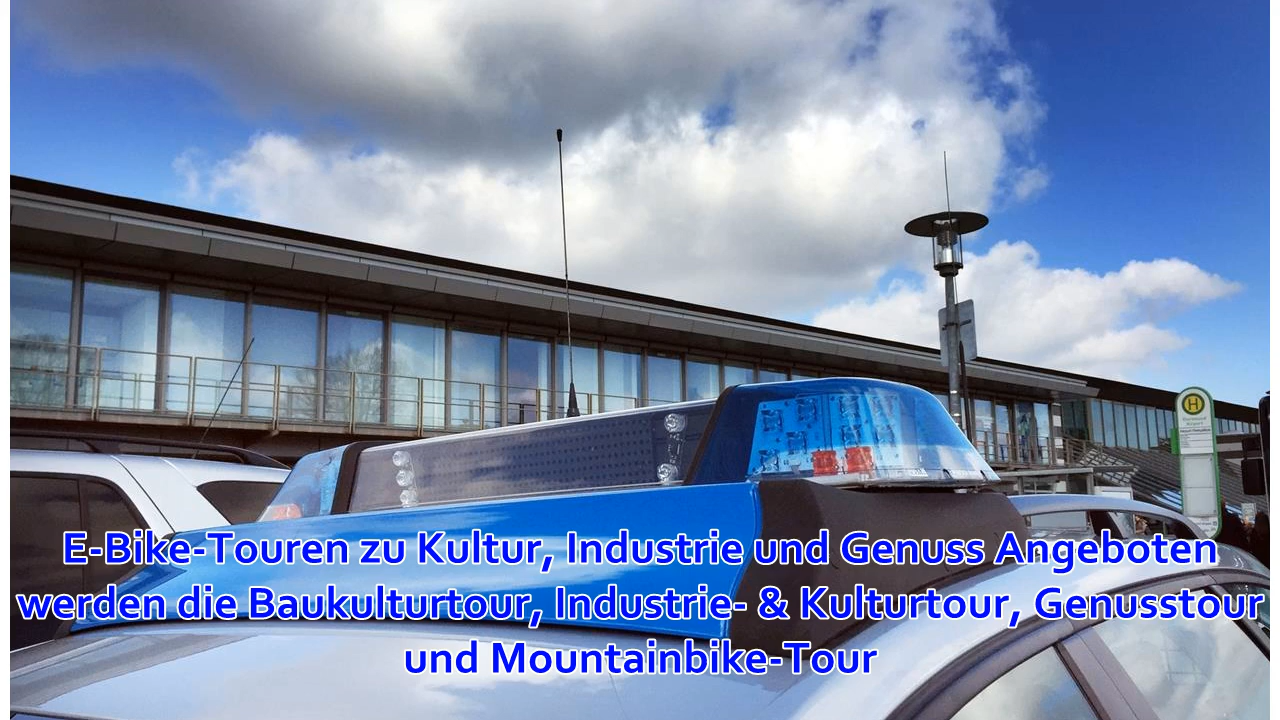 H
E-Bike-Touren zu Kultur, Industrie und Genuss Angeboten
werden die Baukulturtour, Industrie- & Kulturtour, Genusstour
und Mountainbike-Tour